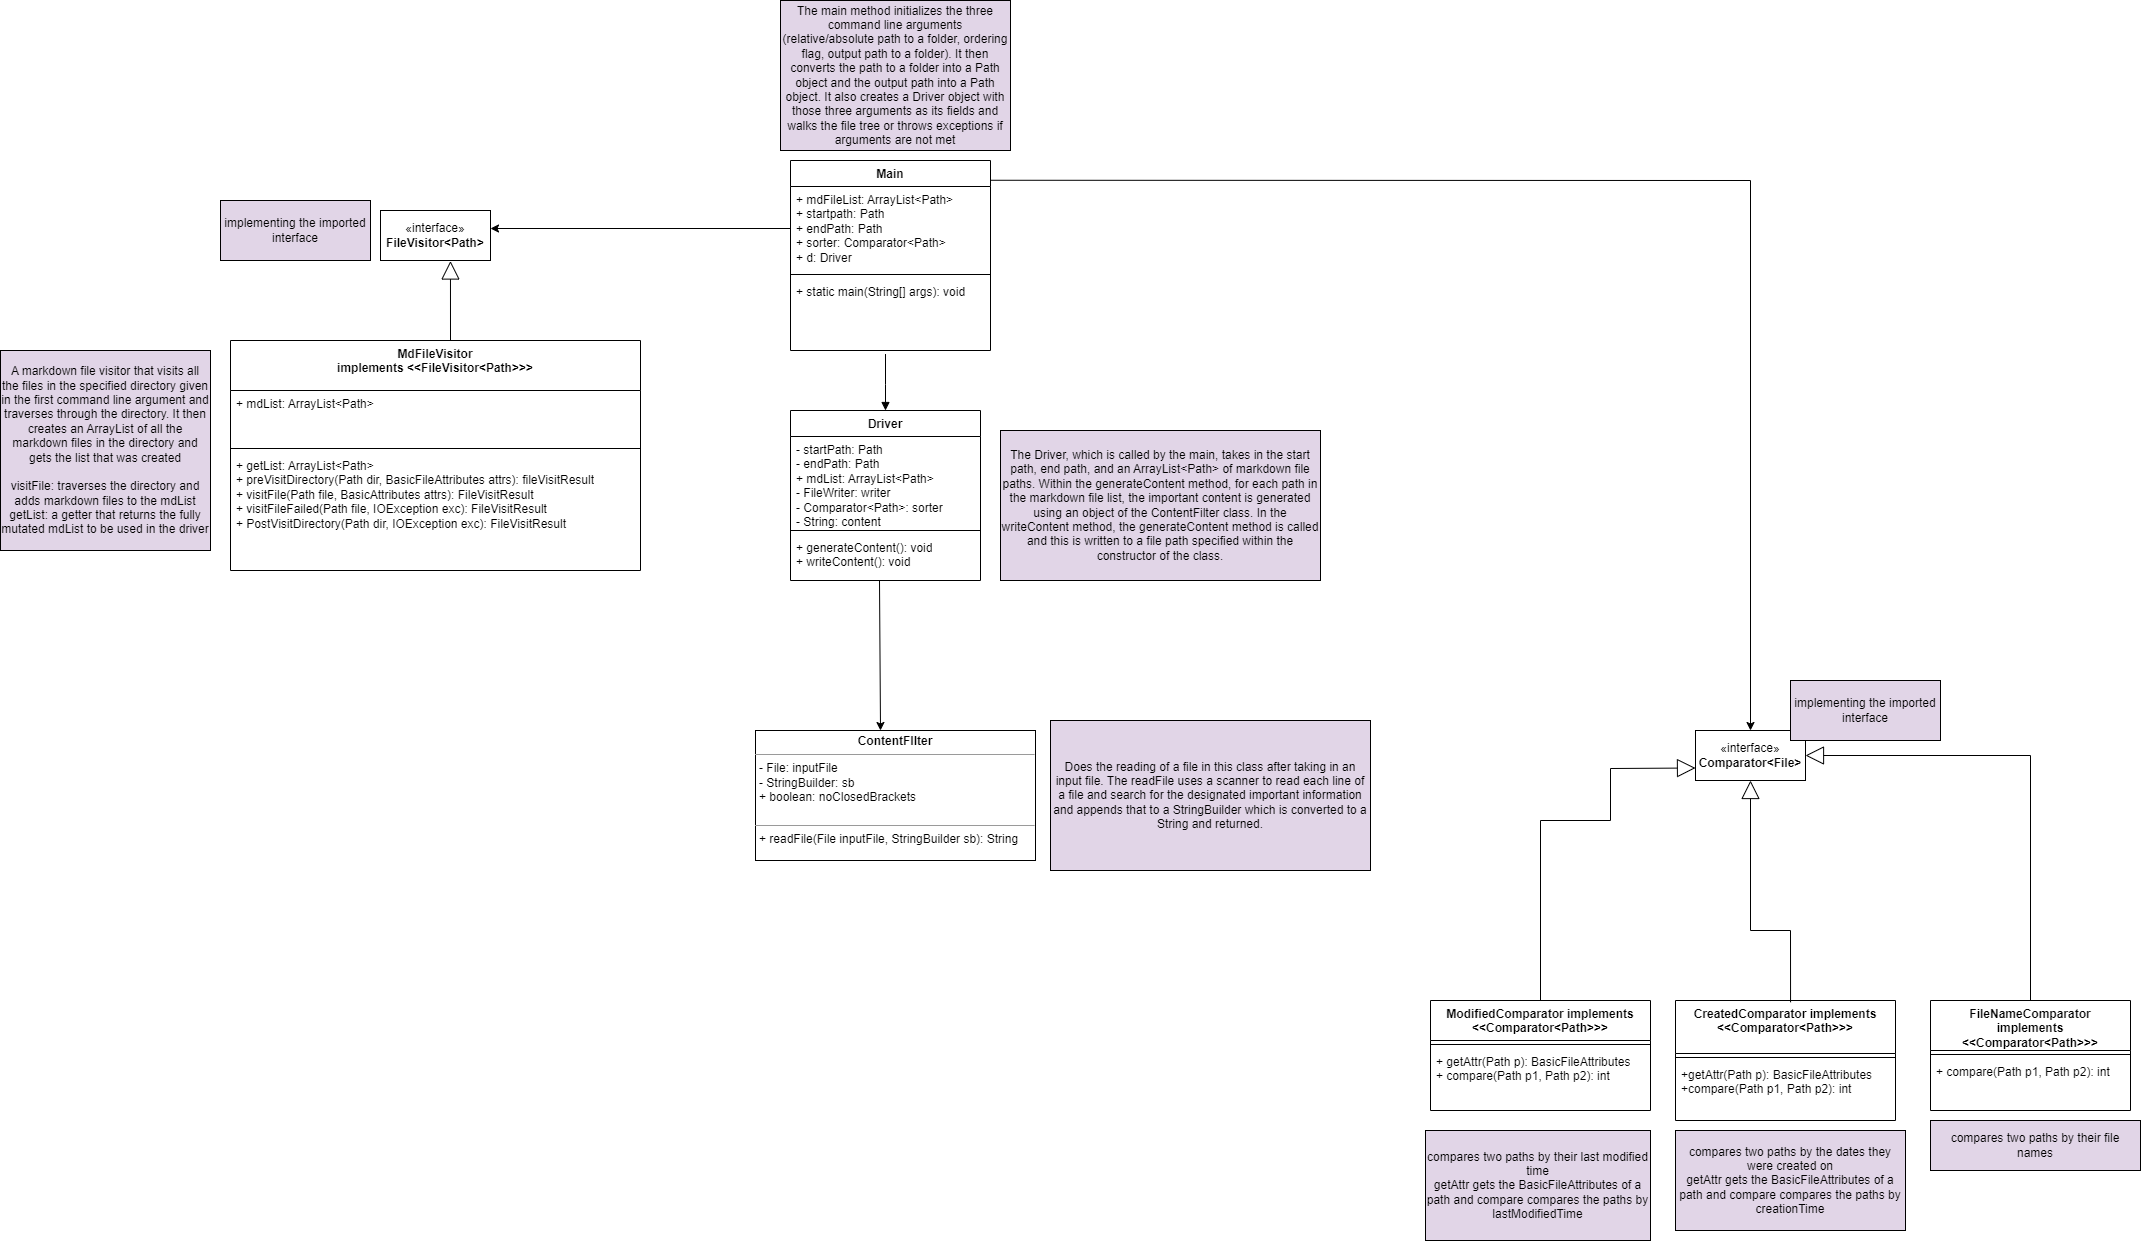 The main method initializes the three
command line arguments
(relative/absolute path to a folder, ordering
flag, output path to a folder). It then
converts the path to a folder into a Path
object and the output path into a Path
object. It also creates a Driver object with
those three arguments as its fields and
walks the file tree or throws exceptions if
arguments are not met
Main
+ mdFileList: ArrayList<Path>
+ startpath: Path
+ endPath: Path
+ sorter: Comparator<Path>
+ d: Driver
+ static main(String[] args): void
implementing the imported
interface
«interface»
FileVisitor<Path>
A markdown file visitor that visits all
the files in the specified directory given
in the first command line argument and
traverses through the directory. It then
creates an ArrayList of all the
markdown files in the directory and
gets the list that was created
visitFile: traverses the directory and
adds markdown files to the mdList
getList: a getter that returns the fully
mutated mdList to be used in the driver
MdFileVisitor
implements <<FileVisitor<Path>>>
+ mdList: ArrayList<Path>
+ getList: ArrayList<Path>
+ preVisitDirectory(Path dir, BasicFileAttributes attrs): fileVisitResult
+ visitFile(Path file, BasicAttributes attrs): FileVisitResult
+ visitFileFailed(Path file, IOException exc): FileVisitResult
+ PostVisitDirectory(Path dir, IOException exc): FileVisitResult
Driver
- startPath: Path
- endPath: Path
+ mdList: ArrayList<Path>
- FileWriter: writer
- Comparator<Path>: sorter
- String: content
+ generateContent(): void
+ writeContent(): void
The Driver, which is called by the main, takes in the start
path, end path, and an ArrayList<Path> of markdown file
paths. Within the generateContent method, for each path in
the markdown file list, the important content is generated
using an object of the ContentFilter class. In the
writeContent method, the generateContent method is called
and this is written to a file path specified within the
constructor of the class.
ContentFIlter
- File: inputFile
- StringBuilder: sb
+ boolean: noClosedBrackets
+ readFile(File inputFile, StringBuilder sb): String
Does the reading of a file in this class after taking in an
input file. The readFile uses a scanner to read each line of
a file and search for the designated important information
and appends that to a StringBuilder which is converted to a
String and returned.
implementing the imported
interface
«interface»
Comparator<File>
ModifiedComparator implements
<<Comparator<Path>>>
+ getAttr(Path p): BasicFileAttributes
+ compare(Path p1, Path p2): int
compares two paths by their last modified
time
getAttr gets the BasicFileAttributes of a
path and compare compares the paths by
lastModifiedTime
CreatedComparator implements
<<Comparator<Path>>>
+getAttr(Path p): BasicFileAttributes
+compare(Path p1, Path p2): int
compares two paths by the dates they
were created on
getAttr gets the BasicFileAttributes of a
path and compare compares the paths by
creationTime
FileNameComparator
implements
<<Comparator<Path>>>
+ compare(Path p1, Path p2): int
compares two paths by their file
names